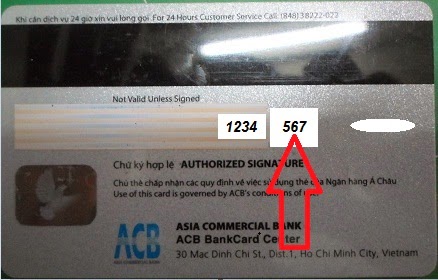 Khi cần dịch vụ 24 giờ xin vui lòng gọi. For 24 Hours Customer Service Call: (848) 38222-022
Not Valid Unless Signed
1234 567
Chữ ký hợp lệ AUTHORIZED SIGNATURE
Chủ thẻ chấp nhận các quy định về việc sử dụng thẻ của Ngân hàng Á Châu
Use of this card is governed by ACB's conditions of use
ACB
ASIA COMMERCIAL BANK
ACB BankCard Center
30 Mac Dinh Chi St., Dist.1, Ho Chi Minh City, Vietnam